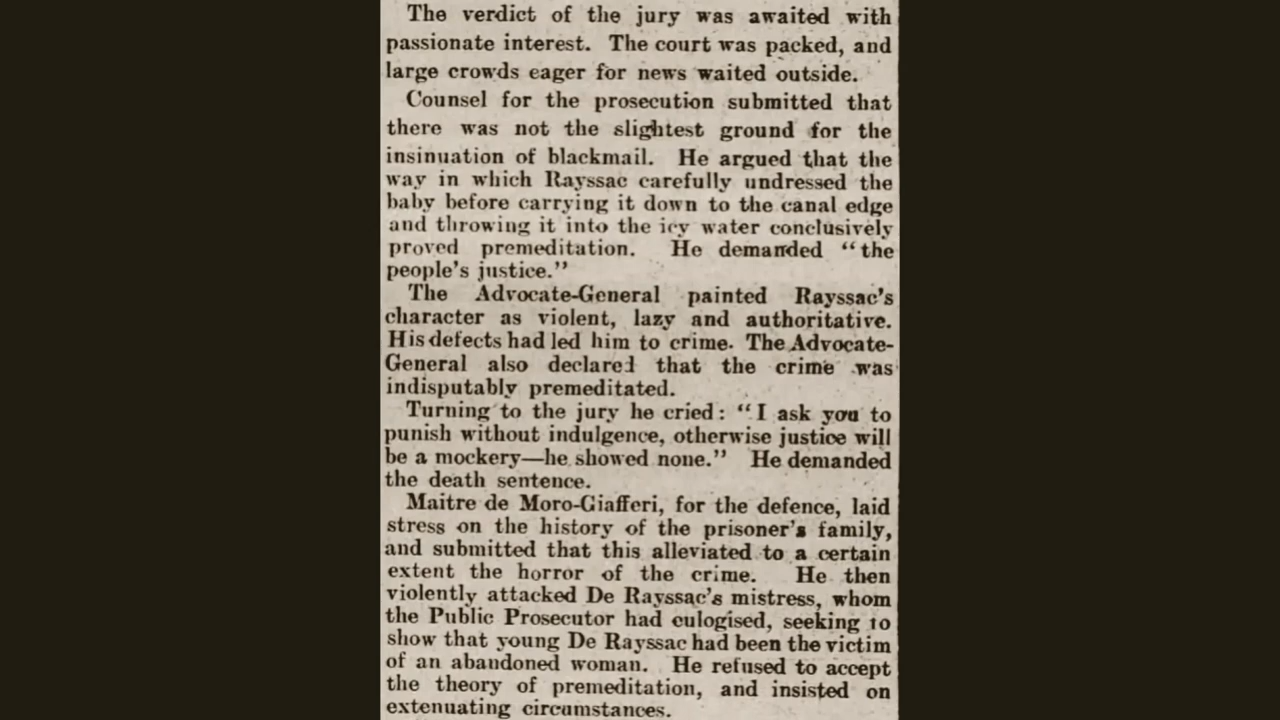 The verdict of the jury was awaited with
passionate interest. The court was packed, and
large crowds eager for news waited outside.
Counsel for the prosecution submitted that
there was not the slightest ground for the
insinuation of blackmail. He argued that the
way in which Rayssac carefully undressed the
baby before carrying it down to the canal edge
and throwing it into the icy water conclusively
proved premeditation. He demanded “the
people’s justice.”
The Advocate-General painted Rayssac’s
character as violent, lazy and authoritative.
His defects had led him to crime. The Advocate-
General also declared that the crime was
indisputably premeditated.
Turning to the jury he cried: “I ask you to
punish without indulgence, otherwise justice will
be a mockery—he showed none.” He demanded
the death sentence.
Maitre de Moro-Giafferi, for the defence, laid
stress on the history of the prisoner’s family,
and submitted that this alleviated to a certain
extent the horror of the crime. He then
violently attacked De Rayssac’s mistress, whom
the Public Prosecutor had eulogised, seeking to
show that young De Rayssac had been the victim
of an abandoned woman. He refused to accept
the theory of premeditation, and insisted on
extenuating circumstances.